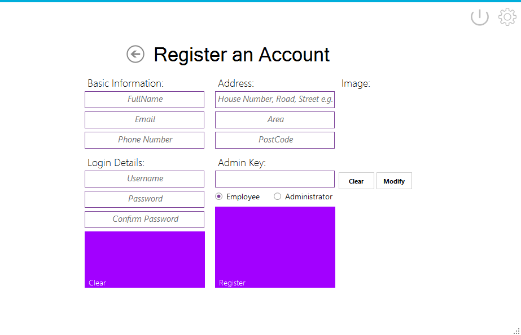 Register an Account
Basic Information:
Address:
Image:
FullName
House Number, Road, Street e.g.
Email
Area
Phone Number
PostCode
Login Details:
Admin Key:
Username
Clear
Modify
Password
Employee
Administrator
Confirm Password
Clear
Register